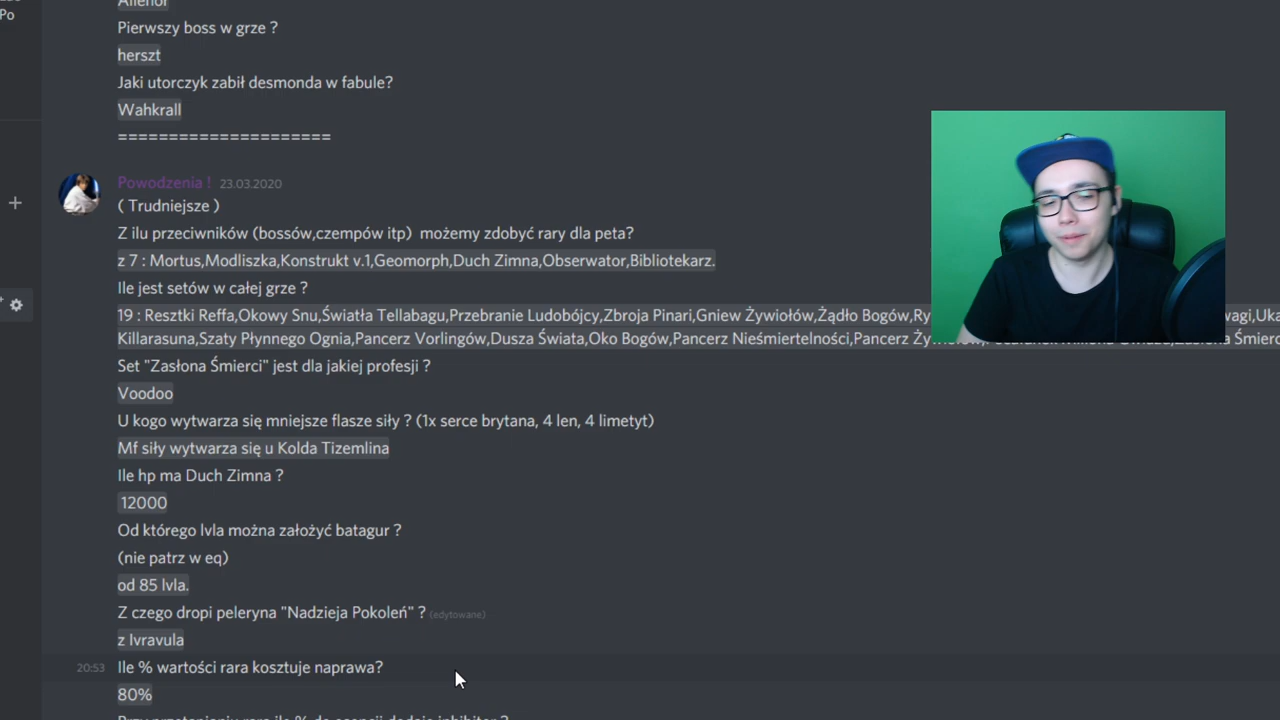 Po
Pierwszy boss w grze ?
herszt
Jaki utorczyk zabił desmonda w fabule?
Wahkrall
=====================
Powodzenia ! 23.03.2020
( Trudniejsze )
Z ilu przeciwników (bossów,czempów itp) możemy zdobyć rary dla peta?
z 7 : Mortus,Modliszka,Konstrukt v.1,Geomorph,Duch Zimna,Obserwator,Bibliotekarz.
Ile jest setów w całej grze ?
19 : Resztki Reffa,Okowy Snu,Światła Tellabagu,Przebranie Ludobójcy,Zbroja Pinari,Gniew Żywiołów,Żądło Bogów,Ry
Killarasuna,Szaty Płynnego Ognia,Pancerz Vorlingów,Dusza Świata,Oko Bogów,Pancerz Nieśmiertelności,Pancerz
Set "Zasłona Śmierci" jest dla jakiej profesji ?
Voodoo
U kogo wytwarza się mniejsze flasze siły ? (1x serce brytana, 4 len, 4 limetyt)
Mf siły wytwarza się u Kolda Tizemlina
Ile hp ma Duch Zimna ?
12000
Od którego lvla można założyć batagur ?
(nie patrz w eq)
od 85 lvla.
Z czego dropi peleryna "Nadzieja Pokoleń" ? (edytowane)
z Ivravula
20:53 Ile % wartości rara kosztuje naprawa?
80%